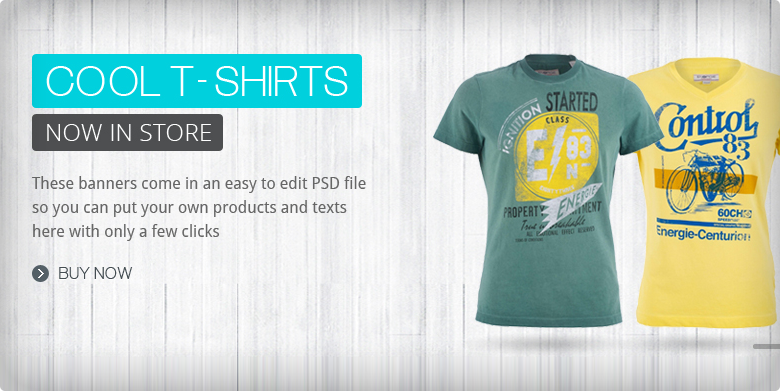 COOL T-SHIRTS
NOW IN STORE
These banners come in an easy to edit PSD file
so you can put your own products and texts
here with only a few clicks
BUY NOW
IGNITION STARTED
CLASS
E/ 83
N
ENERGIE
PROPERTY
Control
83
60CH
Energie-Centurion